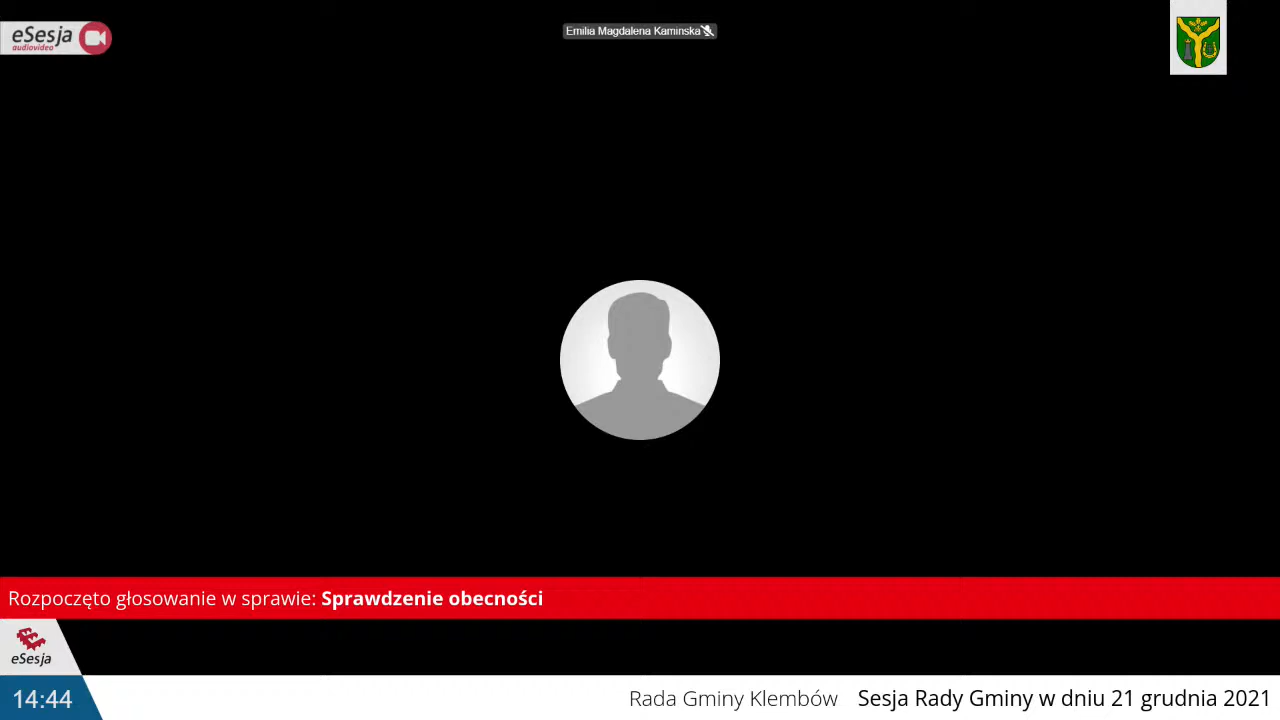 eSesja
audiovideo
Emilia Magdalena Kaminska
Rozpoczęto głosowanie w sprawie: Sprawdzenie obecności
eSesja
14:44
Rada Gminy Klembów Sesja Rady Gminy w dniu 21 grudnia 2021